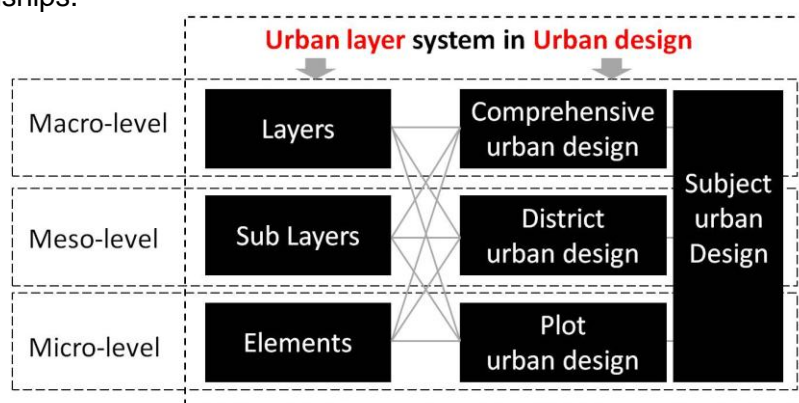 ships.
Urban layer system in Urban design
Macro-level
Layers
Comprehensive
urban design
Meso-level
Sub Layers
District
urban design
Micro-level
Elements
Plot
urban design
Subject
urban
Design